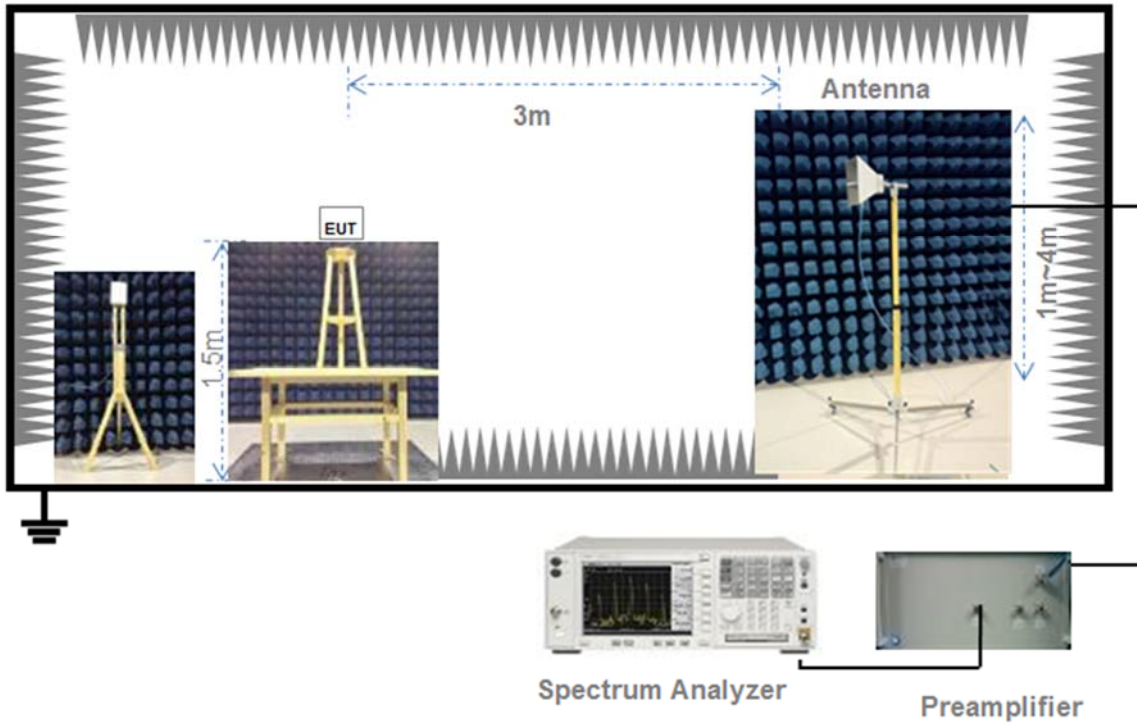 Antenna
3m
EUT
1.5m
1m~4m
Spectrum Analyzer
Preamplifier